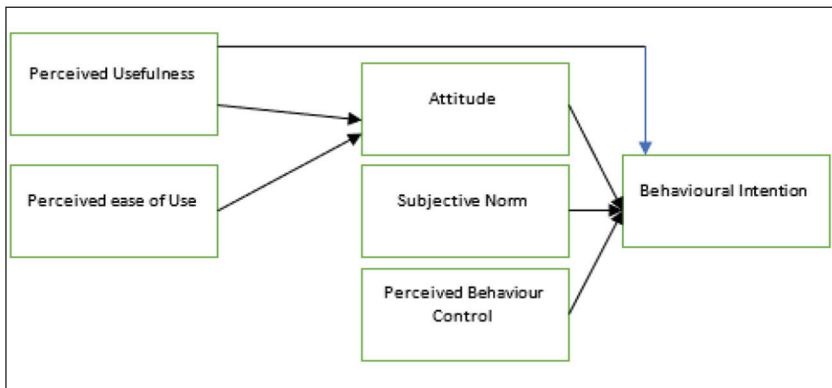 Perceived Usefulness
Perceived ease of Use
Attitude
Subjective Norm
Perceived Behaviour
Control
Behavioural Intention